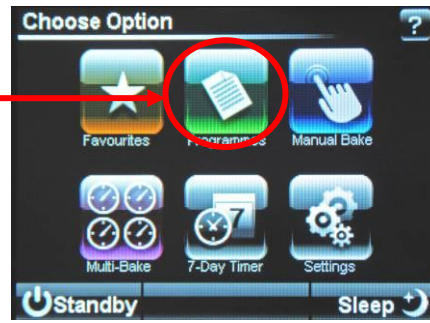 Choose Option ?
Favourites Programmes Manual Bake
7
Multi-Bake 7-Day Timer Settings
Standby Sleep